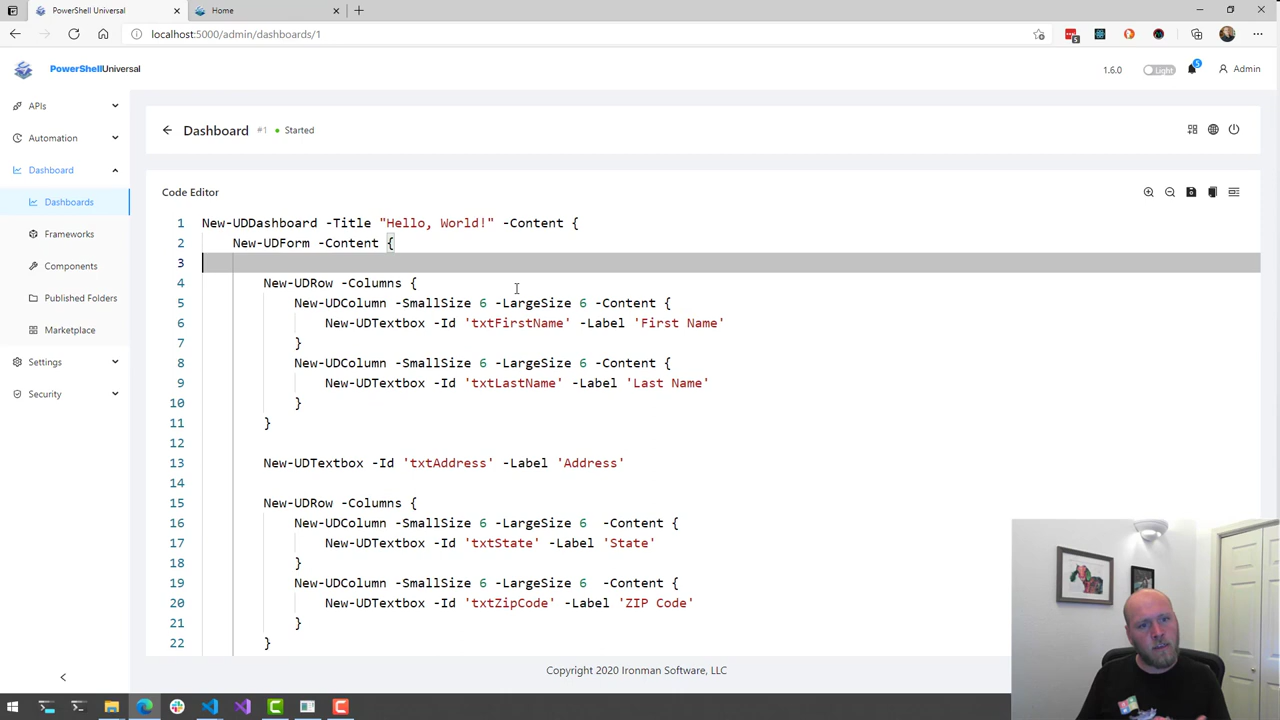 PowerShell Universal
Home
localhost:5000/admin/dashboards/1
PowerShellUniversal
1.6.0
Light
5
Admin
APIs
Automation
Dashboard
Dashboards
Frameworks
Components
Published Folders
Marketplace
Settings
Security
Dashboard #1 Started
Code Editor
1 New-UDDashboard -Title "Hello, World!" -Content {
2 New-UDForm -Content {
3
4 New-UDRow -Columns {
5 New-UDColumn -SmallSize 6 -LargeSize 6 -Content {
6 New-UDTextbox -Id 'txtFirstName' -Label 'First Name'
7 }
8 New-UDColumn -SmallSize 6 -LargeSize 6 -Content {
9 New-UDTextbox -Id 'txtLastName' -Label 'Last Name'
10 }
11 }
12
13 New-UDTextbox -Id 'txtAddress' -Label 'Address'
14
15 New-UDRow -Columns {
16 New-UDColumn -SmallSize 6 -LargeSize 6  -Content {
17 New-UDTextbox -Id 'txtState' -Label 'State'
18 }
19 New-UDColumn -SmallSize 6 -LargeSize 6  -Content {
20 New-UDTextbox -Id 'txtZipCode' -Label 'ZIP Code'
21 }
22 }
Copyright 2020 Ironman Software, LLC